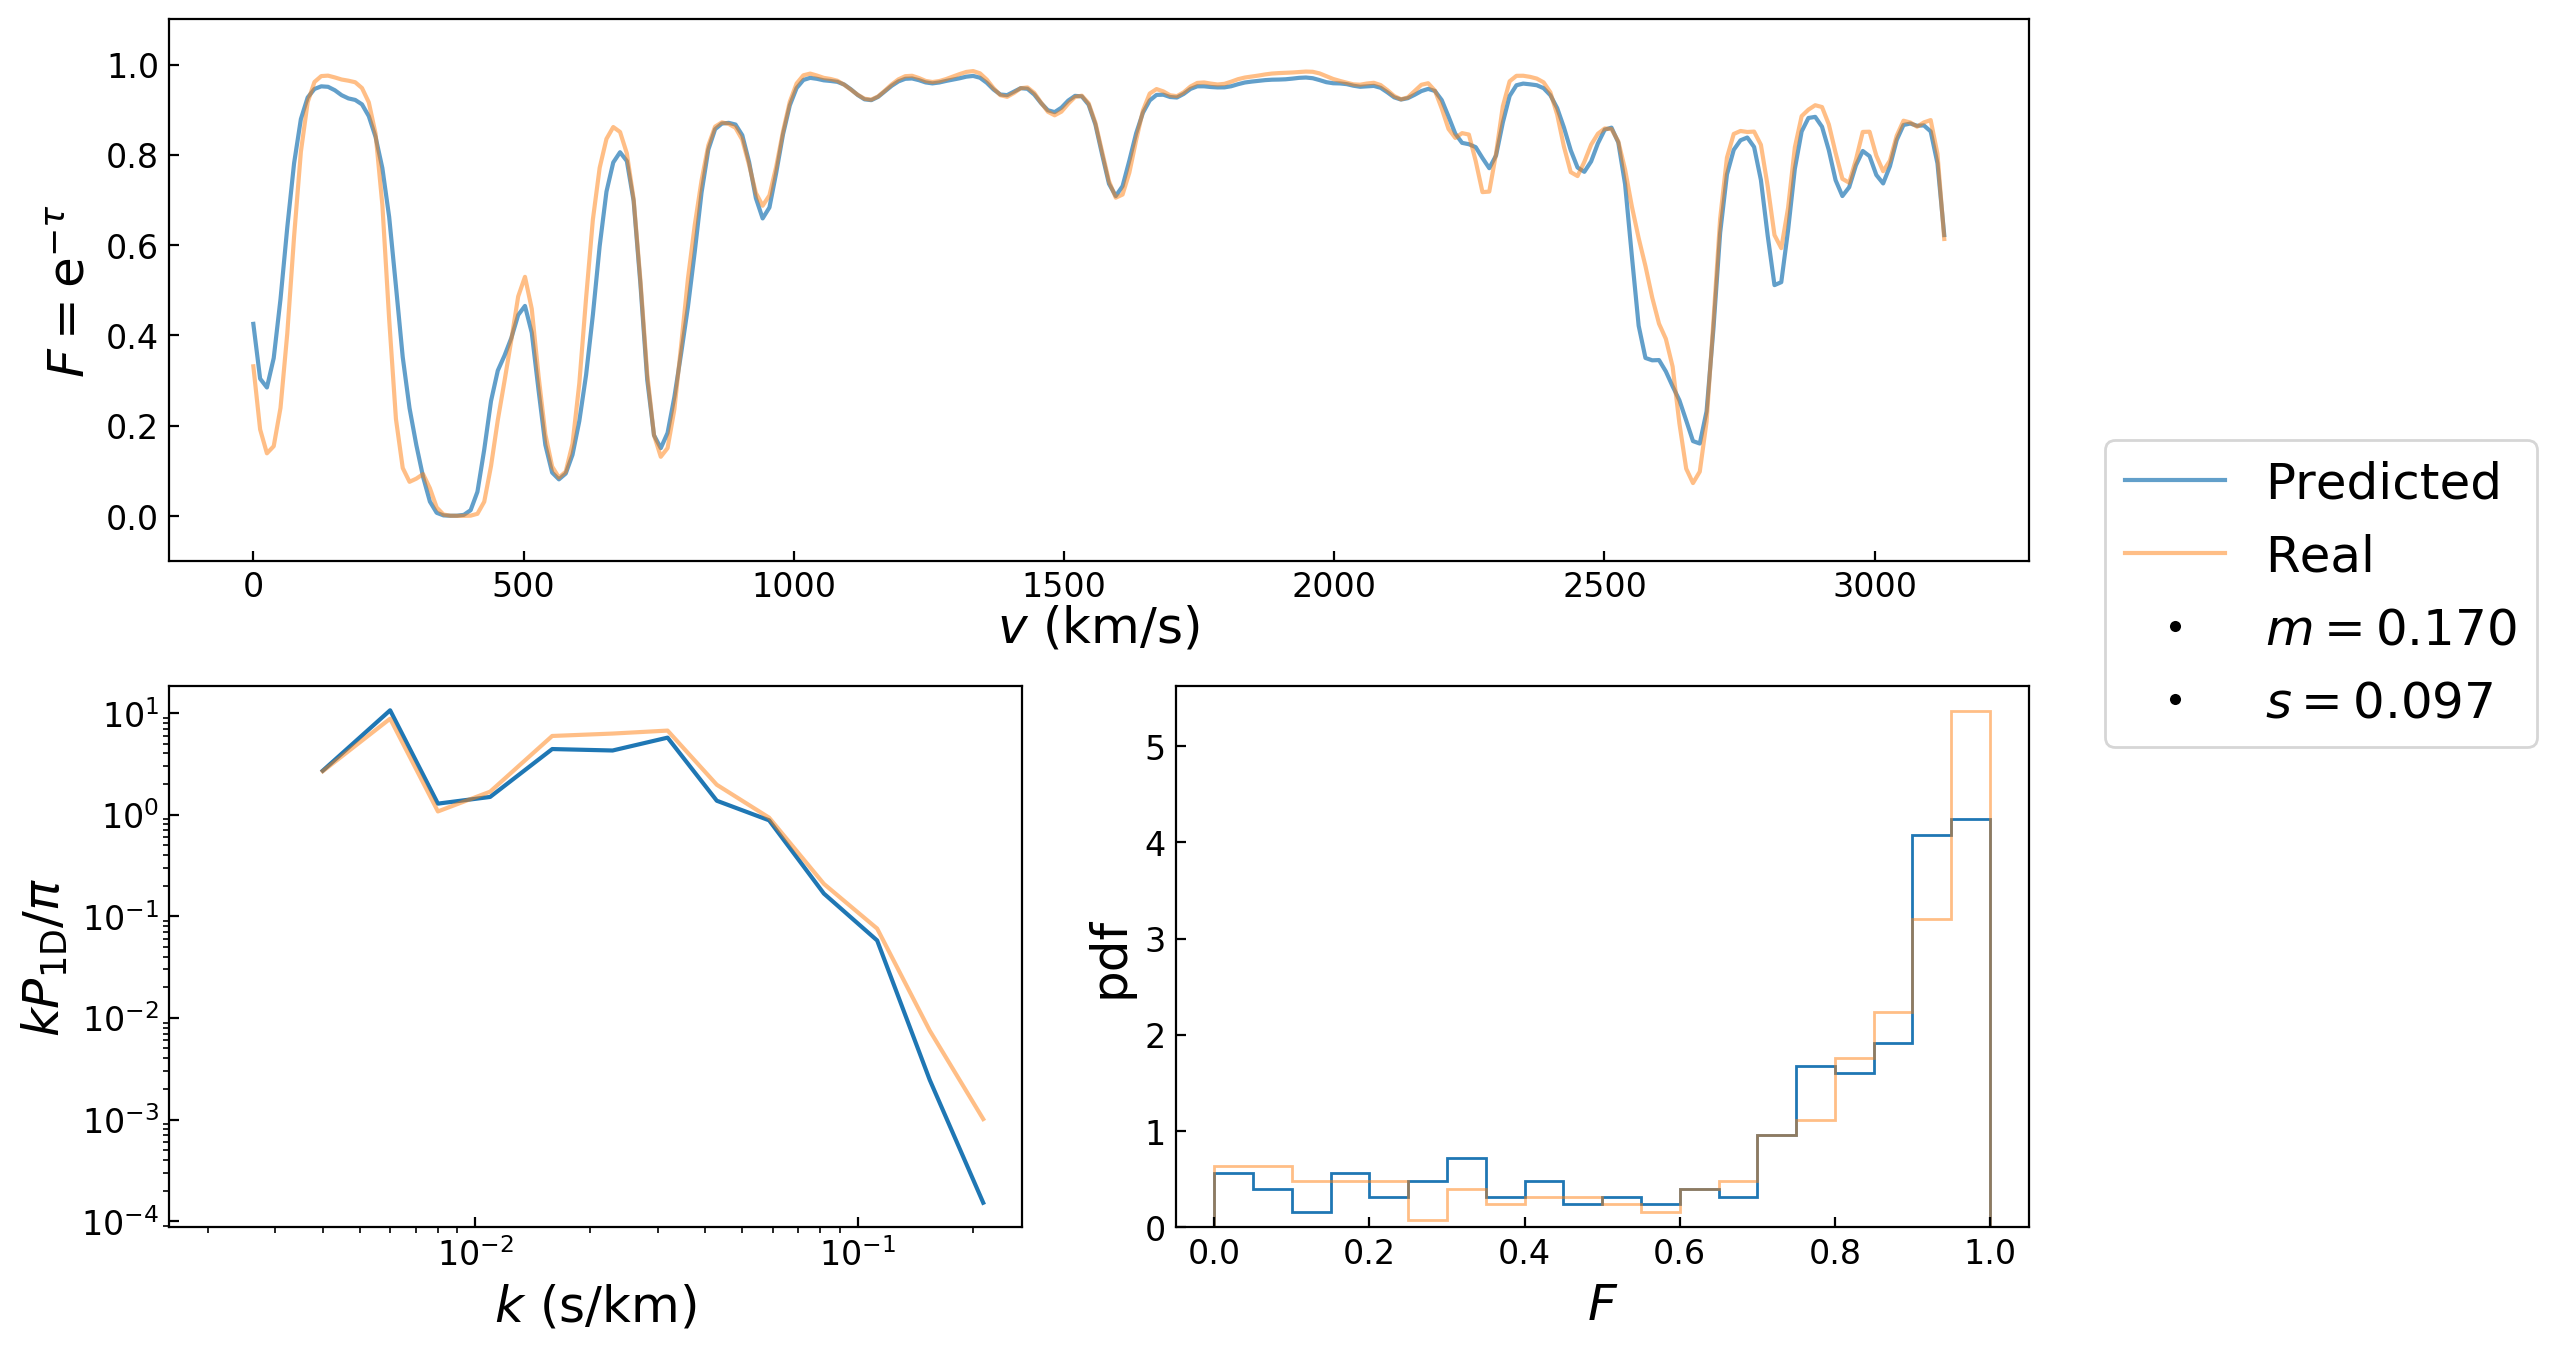 1.0
0.8
0.6
0.4
0.2
0.0
F = e^{−τ}
0 500 1000 1500 2000 2500 3000
v (km/s)
Predicted
Real
m = 0.170
s = 0.097
10^1
10^0
10^{−1}
10^{−2}
10^{−3}
10^{−4}
kP_{1D}/π
10^{−2} 10^{−1}
k (s/km)
5
4
3
2
1
0
pdf
0.0 0.2 0.4 0.6 0.8 1.0
F